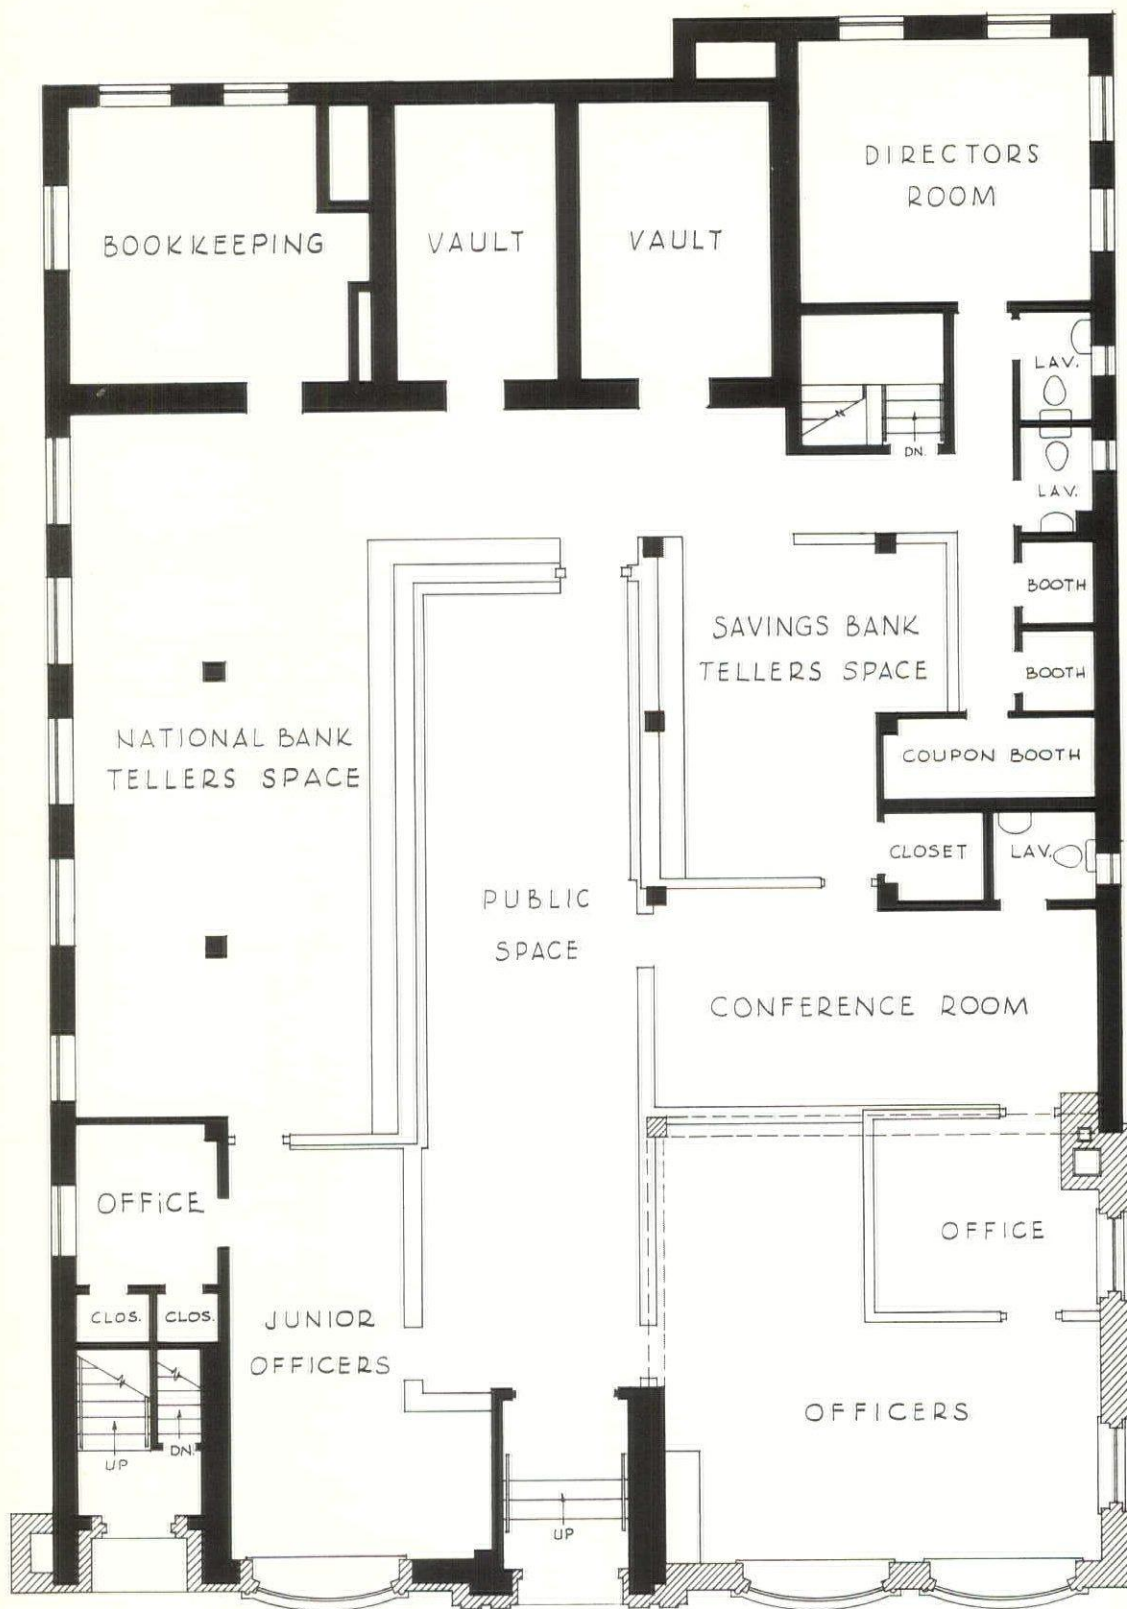 DIRECTORS
ROOM
BOOKKEEPING
VAULT
VAULT
LAV.
DN.
LAV.
BOOTH
SAVINGS BANK
TELLERS SPACE
BOOTH
NATIONAL BANK
TELLERS SPACE
COUPON BOOTH
CLOSET
LAV.
PUBLIC
SPACE
CONFERENCE ROOM
OFFICE
OFFICE
CLOS.
CLOS.
JUNIOR
OFFICERS
OFFICERS
UP
DN.
UP